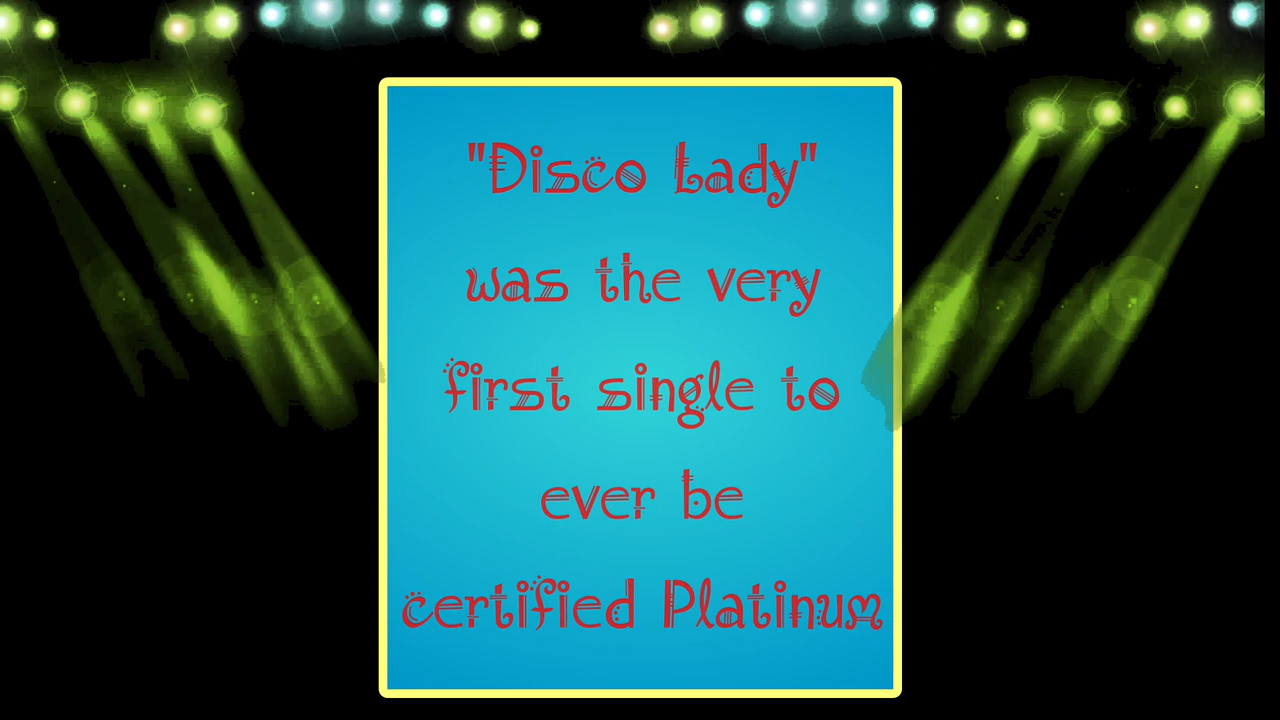 "Disco Lady"
was the very
first single to
ever be
certified Platinum